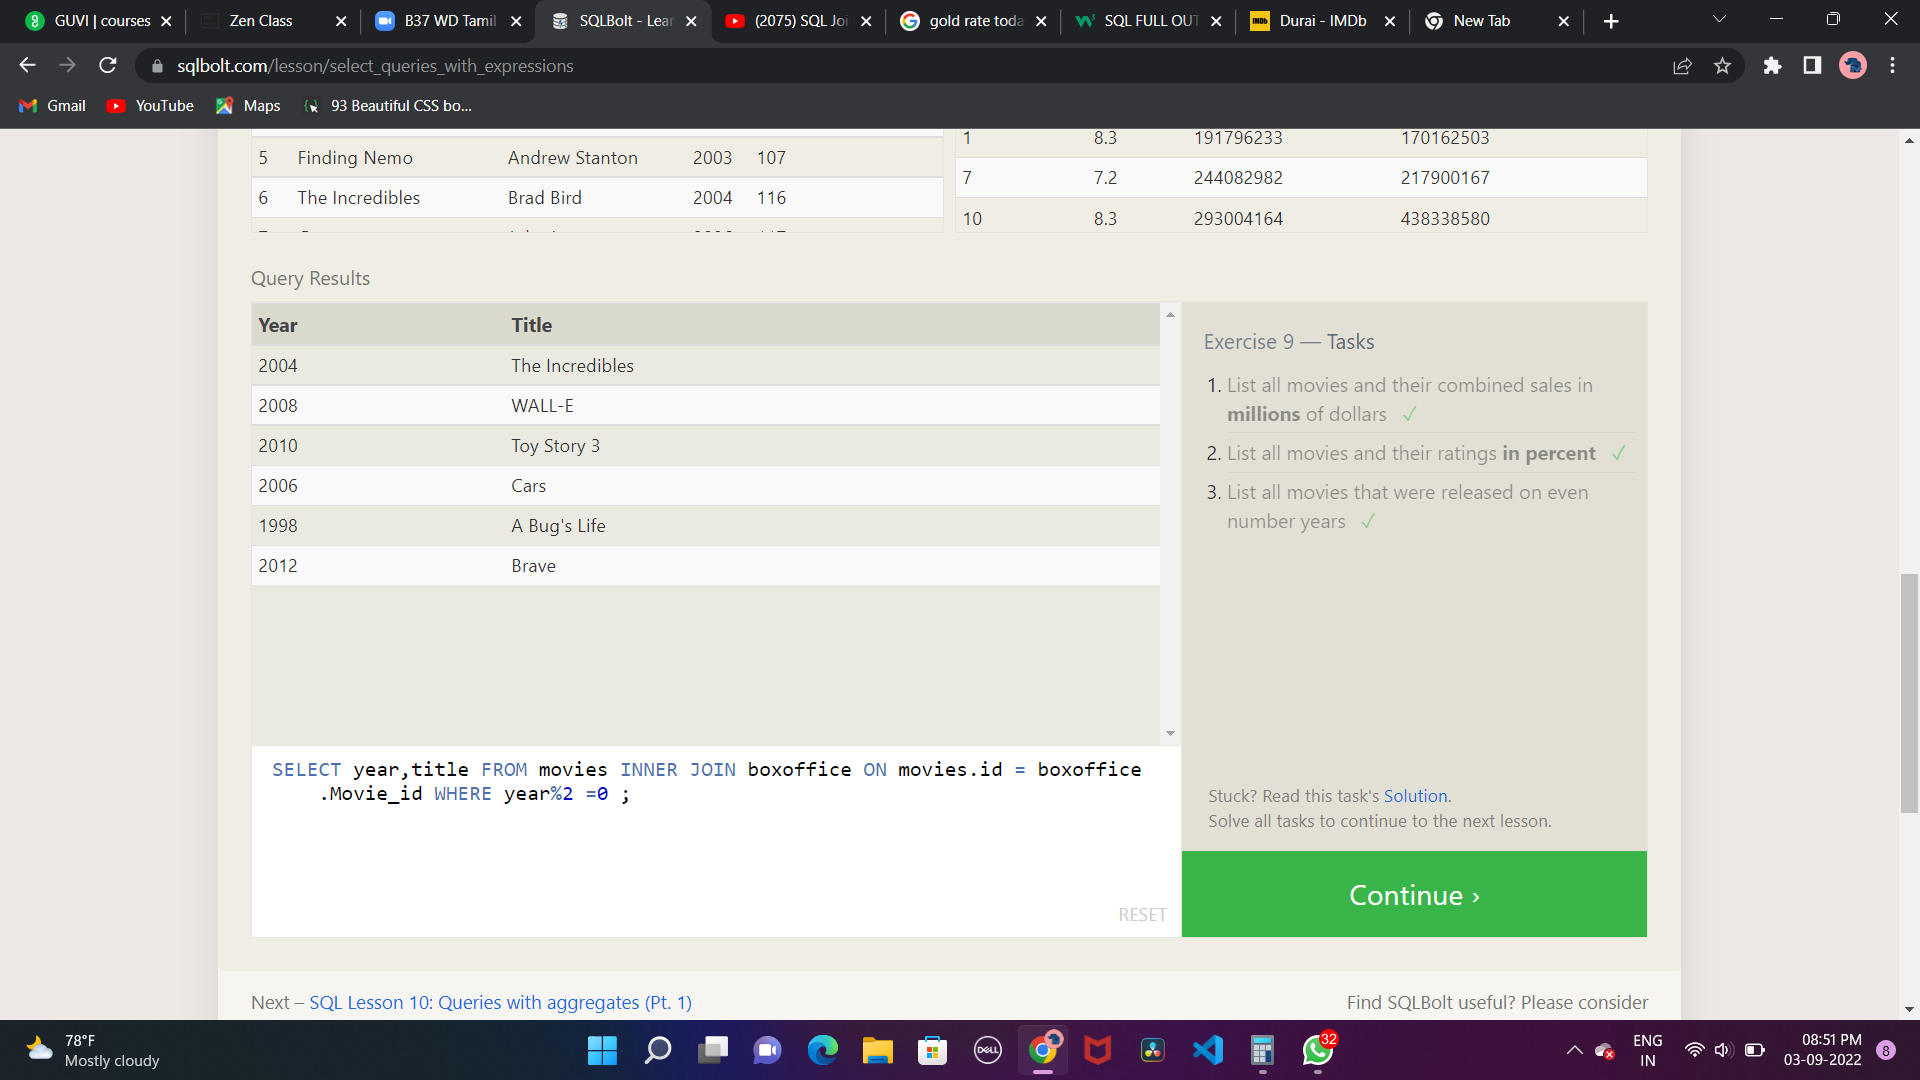 GUVI | courses
Zen Class
B37 WD Tamil
SQLBolt - Lear
(2075) SQL Joi
gold rate toda
SQL FULL OUT
Durai - IMDb
New Tab
sqlbolt.com/lesson/select_queries_with_expressions
Gmail
YouTube
Maps
93 Beautiful CSS bo...
5 Finding Nemo Andrew Stanton 2003 107
6 The Incredibles Brad Bird 2004 116
1 8.3 191796233 170162503
7 7.2 244082982 217900167
10 8.3 293004164 438338580
Query Results
Year Title
2004 The Incredibles
2008 WALL-E
2010 Toy Story 3
2006 Cars
1998 A Bug's Life
2012 Brave
SELECT year,title FROM movies INNER JOIN boxoffice ON movies.id = boxoffice
.Movie_id WHERE year%2 =0 ;
RESET
Exercise 9 — Tasks
1. List all movies and their combined sales in
millions of dollars ✓
2. List all movies and their ratings in percent ✓
3. List all movies that were released on even
number years ✓
Stuck? Read this task's Solution.
Solve all tasks to continue to the next lesson.
Continue ›
Next – SQL Lesson 10: Queries with aggregates (Pt. 1)
Find SQLBolt useful? Please consider
78°F
Mostly cloudy
DELL
32
ENG
IN
08:51 PM
03-09-2022
8